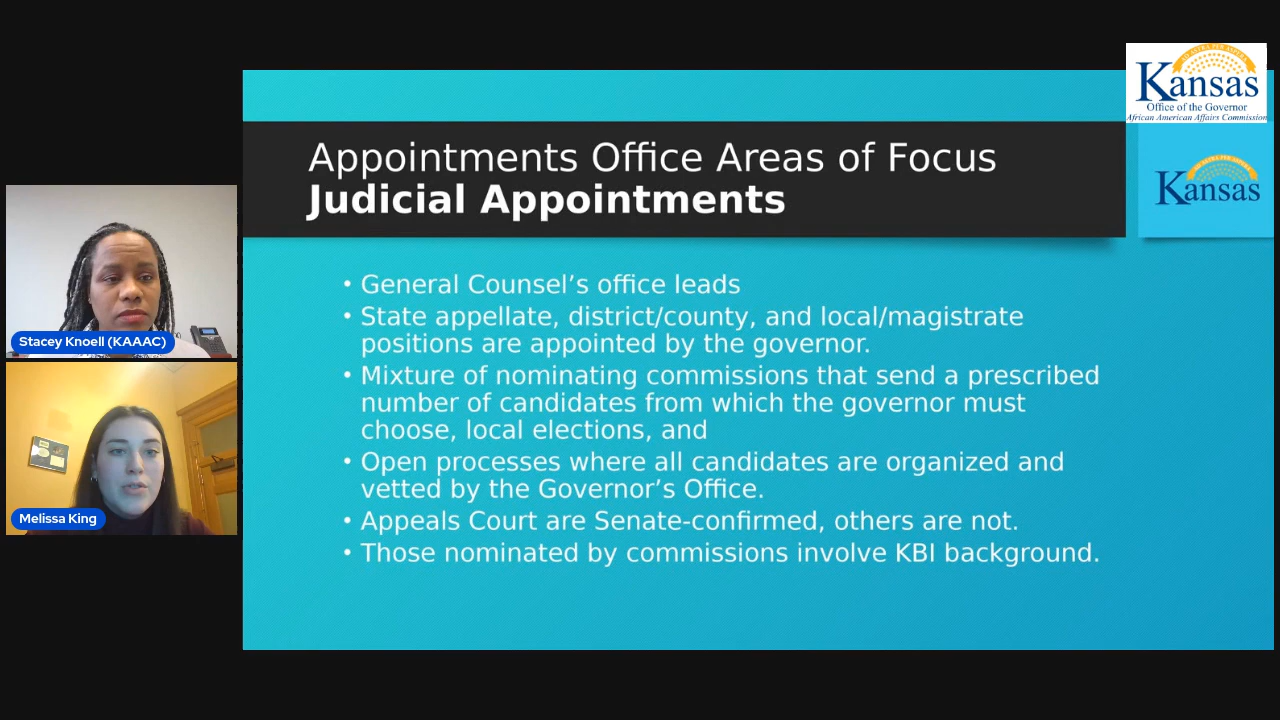 Kansas
Office of the Governor
African American Affairs Commission
Appointments Office Areas of Focus
Judicial Appointments
Kansas
• General Counsel’s office leads
• State appellate, district/county, and local/magistrate
positions are appointed by the governor.
• Mixture of nominating commissions that send a prescribed
number of candidates from which the governor must
choose, local elections, and
• Open processes where all candidates are organized and
vetted by the Governor’s Office.
• Appeals Court are Senate-confirmed, others are not.
• Those nominated by commissions involve KBI background.
Stacey Knoell (KAAAC)
Melissa King